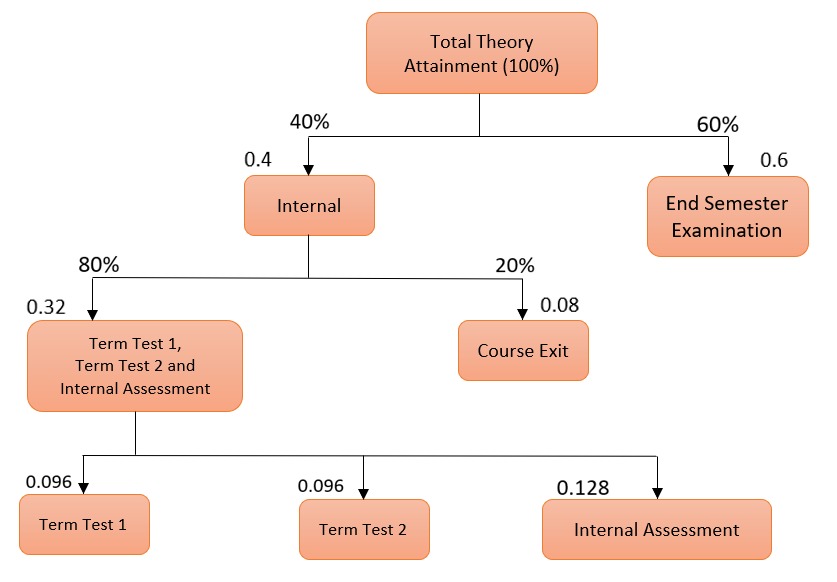 Total Theory
Attainment (100%)
40%
60%
0.4
0.6
Internal
End Semester
Examination
80%
20%
0.32
0.08
Term Test 1,
Term Test 2 and
Internal Assessment
Course Exit
0.096
0.096
0.128
Term Test 1
Term Test 2
Internal Assessment